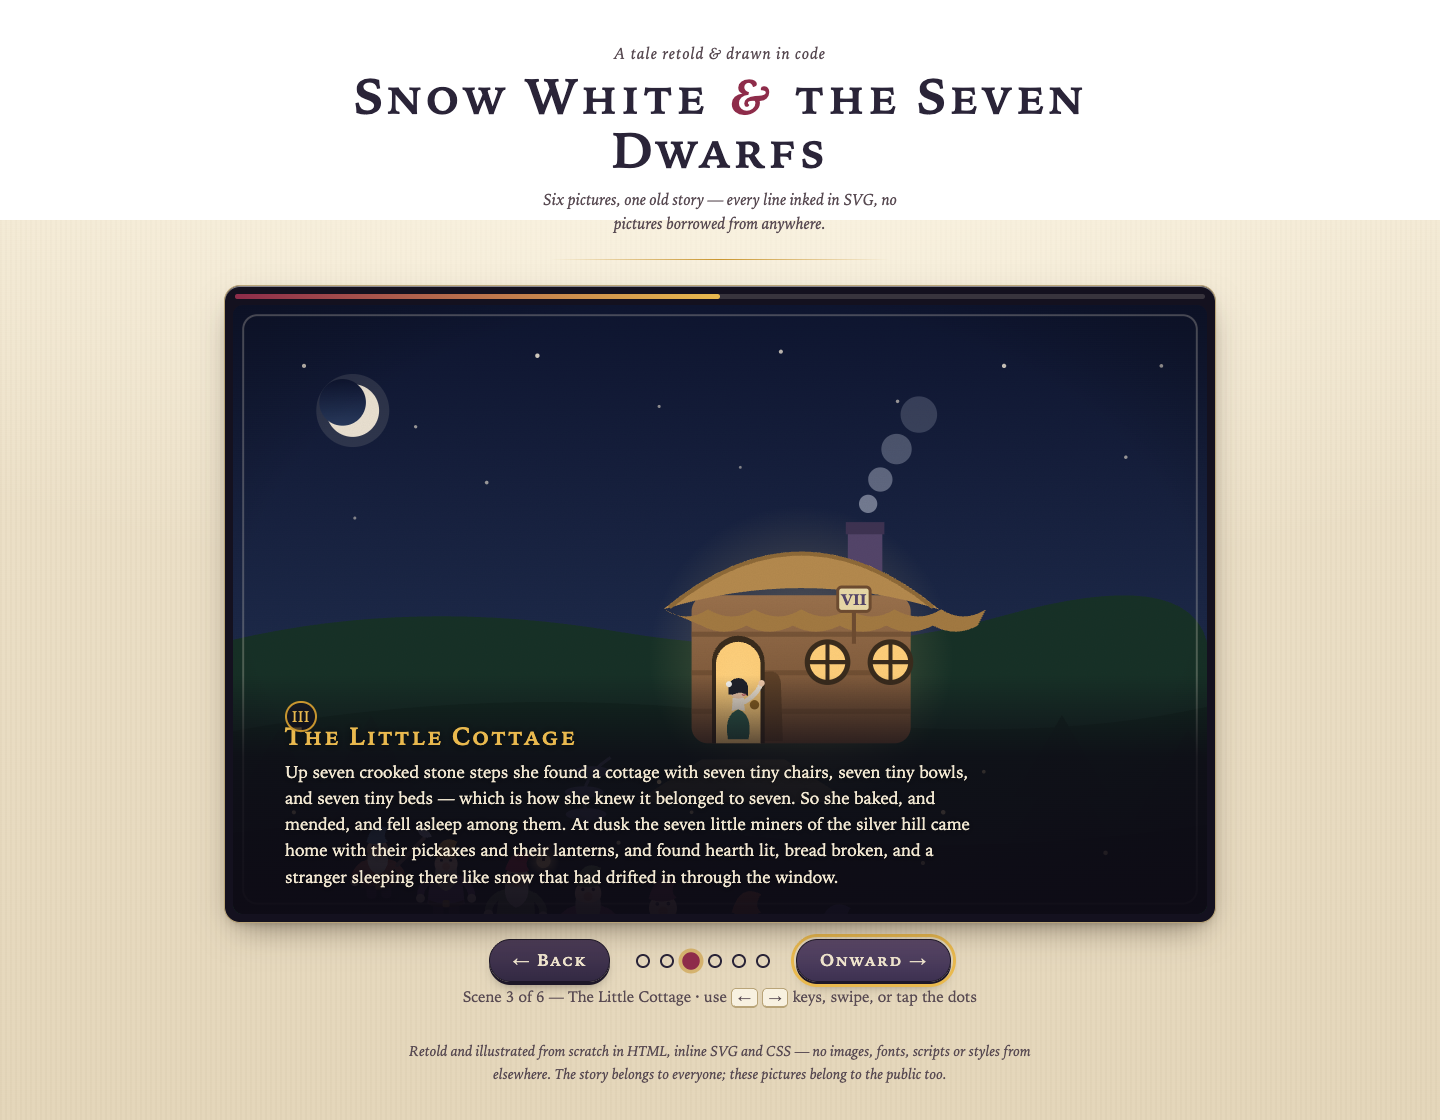 A tale retold & drawn in code
Snow White & the Seven
Dwarfs
Six pictures, one old story — every line inked in SVG, no
pictures borrowed from anywhere.
VII
III
The Little Cottage
Up seven crooked stone steps she found a cottage with seven tiny chairs, seven tiny bowls,
and seven tiny beds — which is how she knew it belonged to seven. So she baked, and
mended, and fell asleep among them. At dusk the seven little miners of the silver hill came
home with their pickaxes and their lanterns, and found hearth lit, bread broken, and a
stranger sleeping there like snow that had drifted in through the window.
← Back
Onward →
Scene 3 of 6 — The Little Cottage · use ← → keys, swipe, or tap the dots
Retold and illustrated from scratch in HTML, inline SVG and CSS — no images, fonts, scripts or styles from
elsewhere. The story belongs to everyone; these pictures belong to the public too.